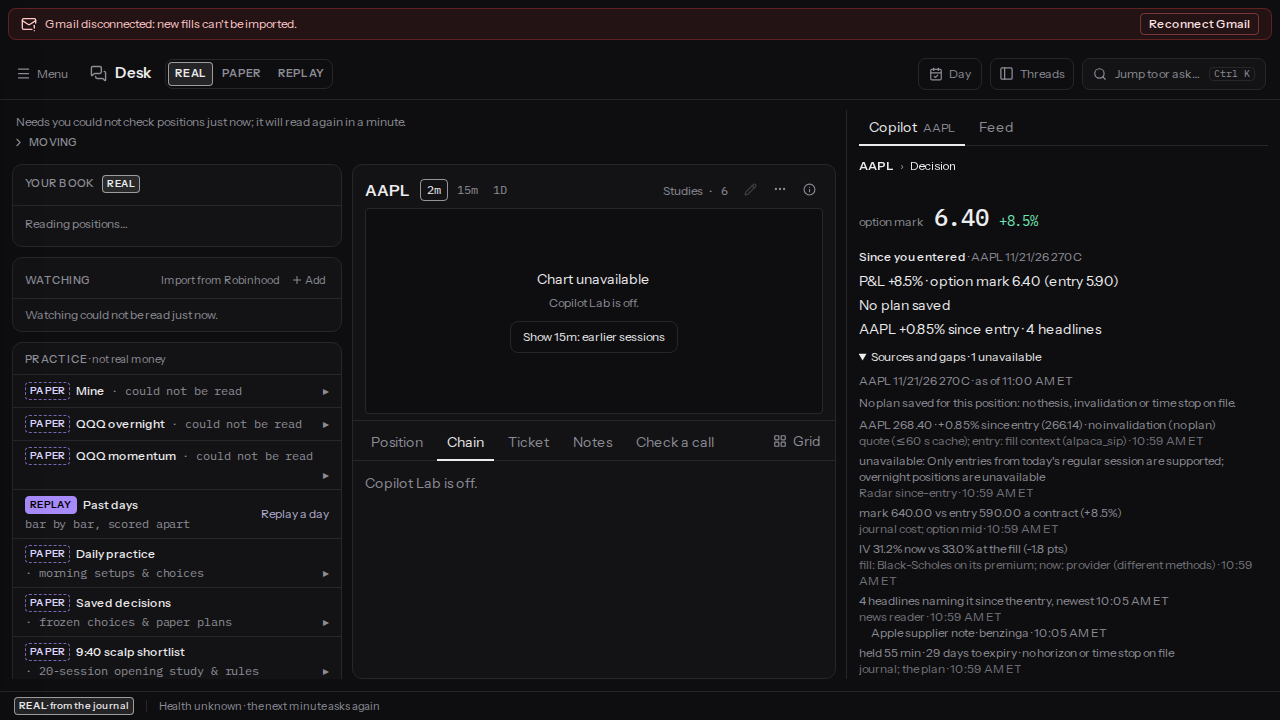 Gmail disconnected: new fills can't be imported.
Reconnect Gmail
Menu
Desk
REAL PAPER REPLAY
Day
Threads
Jump to or ask... Ctrl K
Needs you could not check positions just now; it will read again in a minute.
MOVING
YOUR BOOK REAL
Reading positions...
WATCHING Import from Robinhood + Add
Watching could not be read just now.
PRACTICE · not real money
PAPER Mine · could not be read
PAPER QQQ overnight · could not be read
PAPER QQQ momentum · could not be read
REPLAY Past days
bar by bar, scored apart
Replay a day
PAPER Daily practice
· morning setups & choices
PAPER Saved decisions
· frozen choices & paper plans
PAPER 9:40 scalp shortlist
· 20-session opening study & rules
AAPL 2m 15m 1D
Studies · 6
Chart unavailable
Copilot Lab is off.
Show 15m: earlier sessions
Position Chain Ticket Notes Check a call Grid
Copilot Lab is off.
Copilot AAPL Feed
AAPL › Decision
option mark 6.40 +8.5%
Since you entered · AAPL 11/21/26 270C
P&L +8.5% · option mark 6.40 (entry 5.90)
No plan saved
AAPL +0.85% since entry · 4 headlines
▼ Sources and gaps · 1 unavailable
AAPL 11/21/26 270C · as of 11:00 AM ET
No plan saved for this position: no thesis, invalidation or time stop on file.
AAPL 268.40 · +0.85% since entry (266.14) · no invalidation (no plan)
quote (≤60 s cache); entry: fill context (alpaca_sip) · 10:59 AM ET
unavailable: Only entries from today's regular session are supported;
overnight positions are unavailable
Radar since-entry · 10:59 AM ET
mark 640.00 vs entry 590.00 a contract (+8.5%)
journal cost; option mid · 10:59 AM ET
IV 31.2% now vs 33.0% at the fill (-1.8 pts)
fill: Black-Scholes on its premium; now: provider (different methods) · 10:59
AM ET
4 headlines naming it since the entry, newest 10:05 AM ET
news reader · 10:59 AM ET
Apple supplier note · benzinga · 10:05 AM ET
held 55 min · 29 days to expiry · no horizon or time stop on file
journal; the plan · 10:59 AM ET
REAL · from the journal
Health unknown · the next minute asks again